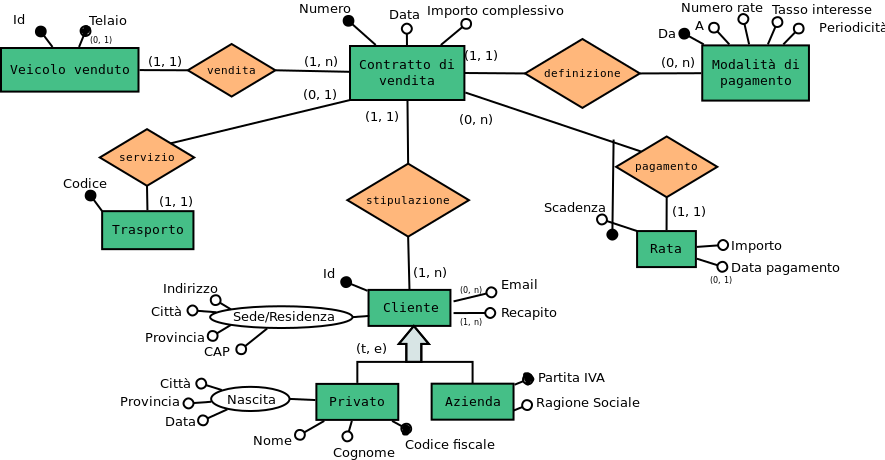 Id
Telaio
(0, 1)
Numero
Data
Importo complessivo
Numero rate
Tasso interesse
Da
A
Periodicità
Veicolo venduto
(1, 1)
vendita
(1, n)
Contratto di
vendita
(1, 1)
definizione
(0, n)
Modalità di
pagamento
(0, 1)
(1, 1)
(0, n)
servizio
pagamento
Codice
(1, 1)
stipulazione
Scadenza
(1, 1)
Trasporto
Rata
Importo
Data pagamento
(0, 1)
Id
(1, n)
Indirizzo
Città
Sede/Residenza
Provincia
CAP
Cliente
(0, n)
Email
Recapito
(1, n)
(t, e)
Città
Provincia
Nascita
Data
Privato
Azienda
Partita IVA
Ragione Sociale
Nome
Cognome
Codice fiscale